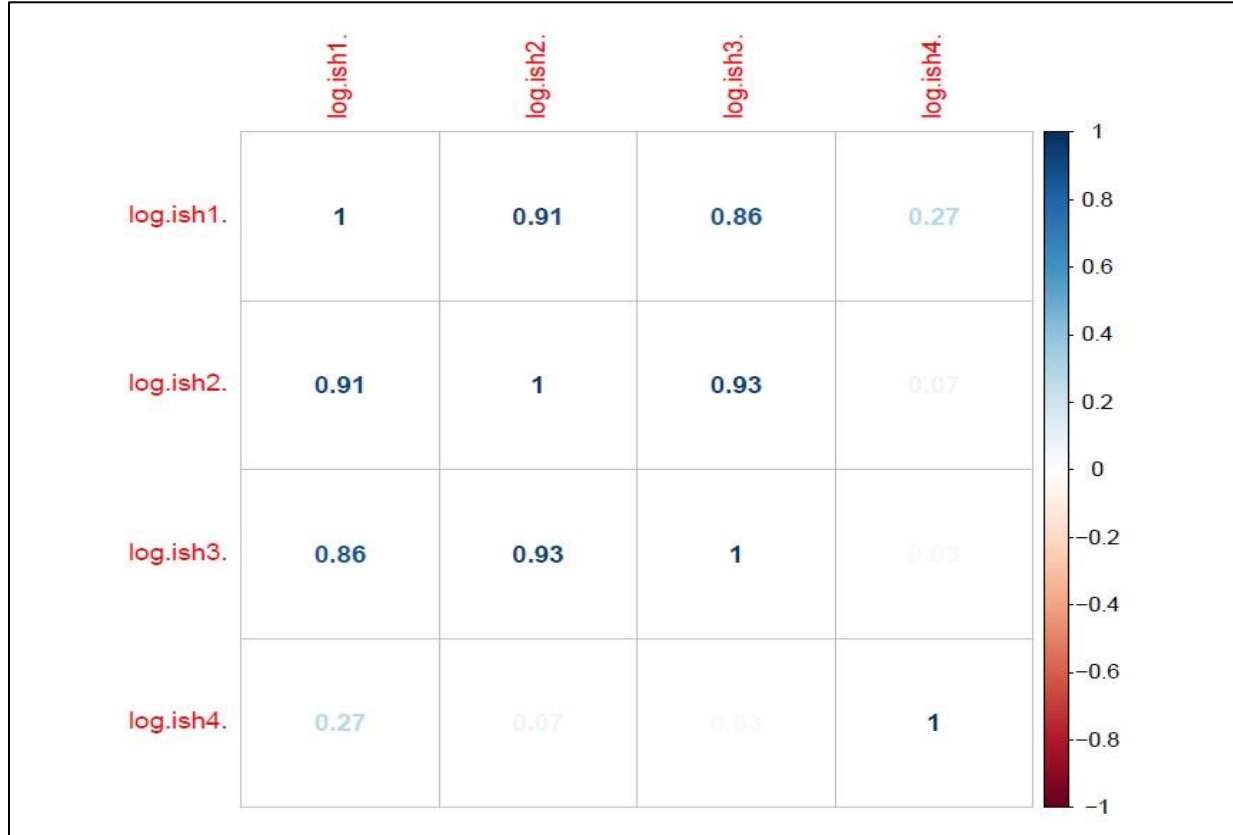 log.ish1. log.ish2. log.ish3. log.ish4.
log.ish1. 1 0.91 0.86 0.27
log.ish2. 0.91 1 0.93 0.07
log.ish3. 0.86 0.93 1 0.03
log.ish4. 0.27 0.07 0.03 1
1
0.8
0.6
0.4
0.2
0
−0.2
−0.4
−0.6
−0.8
−1